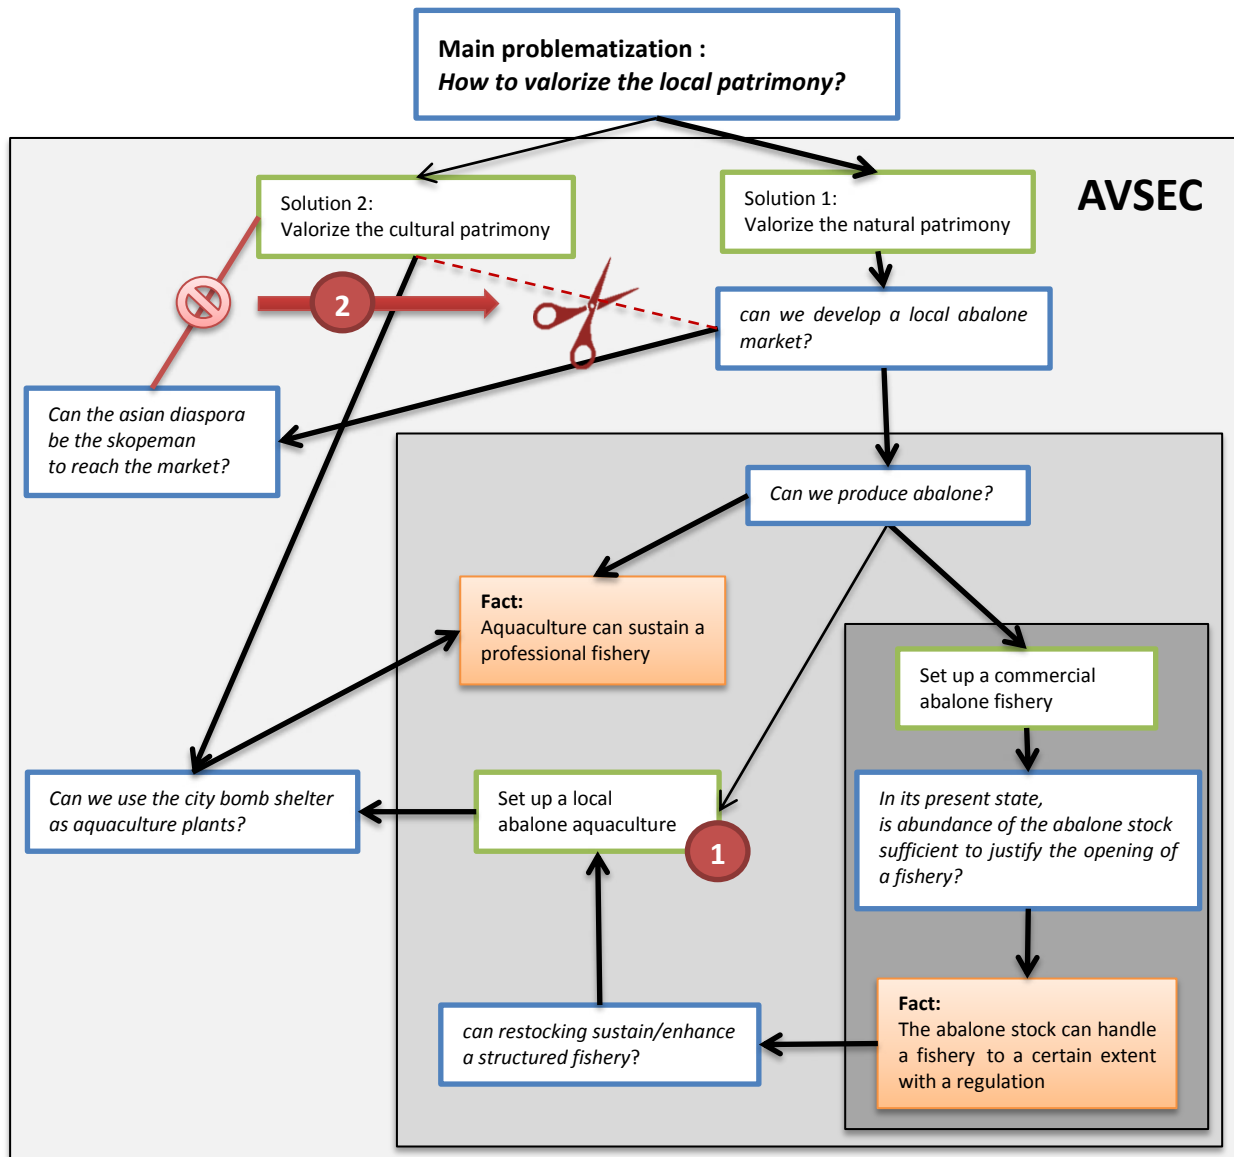 Main problematization :
How to valorize the local patrimony?
AVSEC
Solution 2:
Valorize the cultural patrimony
Solution 1:
Valorize the natural patrimony
2
can we develop a local abalone
market?
Can the asian diaspora
be the skopeman
to reach the market?
Can we produce abalone?
Fact:
Aquaculture can sustain a
professional fishery
Set up a commercial
abalone fishery
Can we use the city bomb shelter
as aquaculture plants?
Set up a local
abalone aquaculture
1
In its present state,
is abundance of the abalone stock
sufficient to justify the opening of
a fishery?
can restocking sustain/enhance
a structured fishery?
Fact:
The abalone stock can handle
a fishery to a certain extent
with a regulation